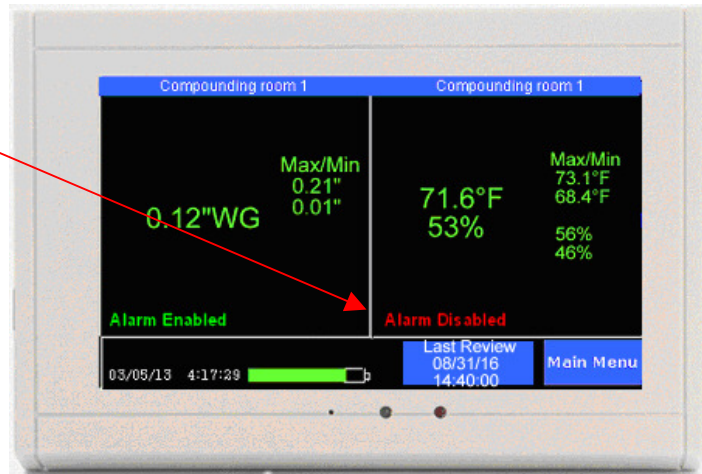 Compounding room 1
Max/Min
0.21"
0.01"
0.12"WG
Alarm Enabled
Compounding room 1
Max/Min
73.1°F
68.4°F
71.6°F
53%
56%
46%
Alarm Disabled
03/05/13 4:17:29
Last Review
08/31/16
14:40:00
Main Menu